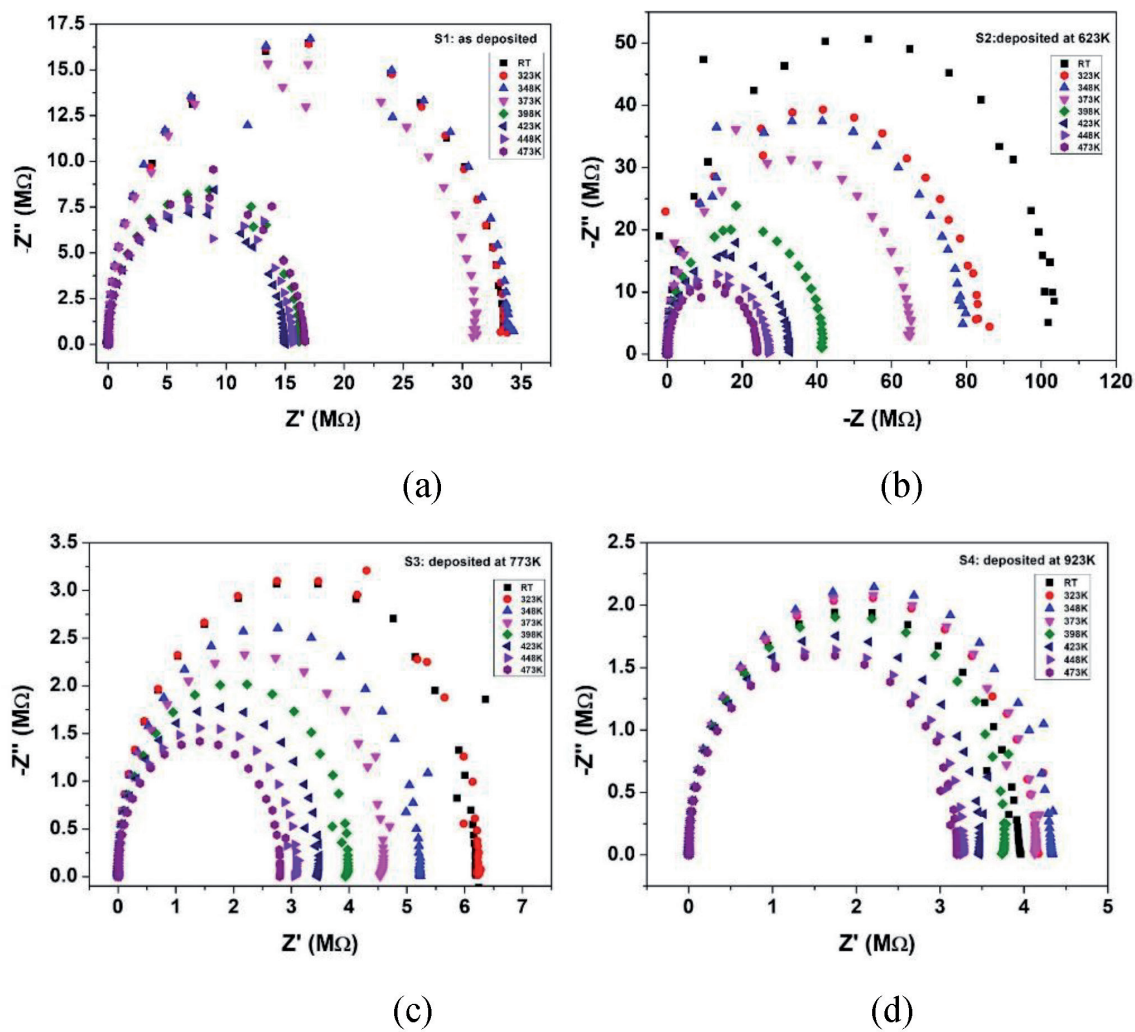 S1: as deposited
RT
323K
348K
373K
398K
423K
448K
473K
17.5
15.0
12.5
10.0
7.5
5.0
2.5
0.0
-Z" (MΩ)
0 5 10 15 20 25 30 35
Z' (MΩ)
(a)
S2:deposited at 623K
RT
323K
348K
373K
398K
423K
448K
473K
50
40
30
20
10
0
-Z" (MΩ)
0 20 40 60 80 100 120
-Z (MΩ)
(b)
S3: deposited at 773K
RT
323K
348K
373K
398K
423K
448K
473K
3.5
3.0
2.5
2.0
1.5
1.0
0.5
0.0
-Z" (MΩ)
0 1 2 3 4 5 6 7
Z' (MΩ)
(c)
S4: deposited at 923K
RT
323K
348K
373K
398K
423K
448K
473K
2.5
2.0
1.5
1.0
0.5
0.0
-Z" (MΩ)
0 1 2 3 4 5
Z' (MΩ)
(d)